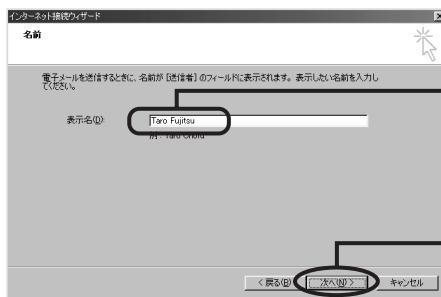 インターネット接続ウィザード
名前
電子メールを送信するときに、名前が [送信者] のフィールドに表示されます。表示したい名前を入力し
てください。
表示名(D):
Taro Fujitsu
例 : Taro Chofu
< 戻る(B)
次へ(N) >
キャンセル